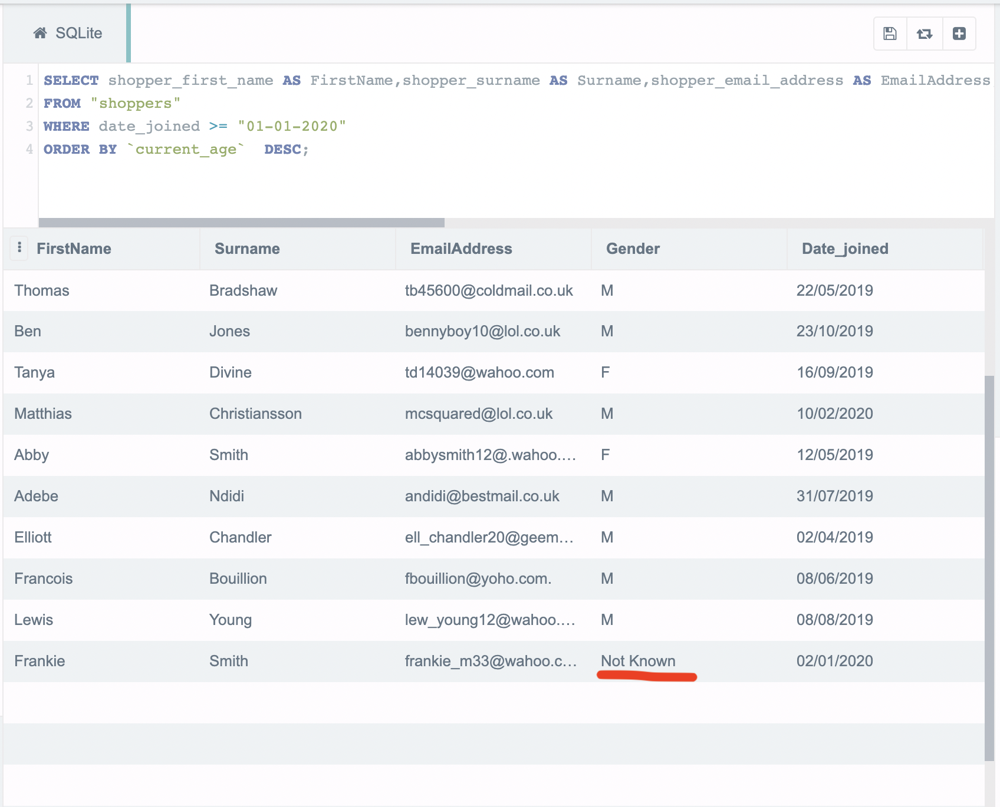 SQLite
1 SELECT shopper_first_name AS FirstName,shopper_surname AS Surname,shopper_email_address AS EmailAddress
2 FROM "shoppers"
3 WHERE date_joined >= "01-01-2020"
4 ORDER BY `current_age`  DESC;
FirstName Surname EmailAddress Gender Date_joined
Thomas Bradshaw tb45600@coldmail.co.uk M 22/05/2019
Ben Jones bennyboy10@lol.co.uk M 23/10/2019
Tanya Divine td14039@wahoo.com F 16/09/2019
Matthias Christiansson mcsquared@lol.co.uk M 10/02/2020
Abby Smith abbysmith12@.wahoo.... F 12/05/2019
Adebe Ndidi andidi@bestmail.co.uk M 31/07/2019
Elliott Chandler ell_chandler20@geem... M 02/04/2019
Francois Bouillion fbouillion@yoho.com. M 08/06/2019
Lewis Young lew_young12@wahoo.... M 08/08/2019
Frankie Smith frankie_m33@wahoo.c... Not Known 02/01/2020